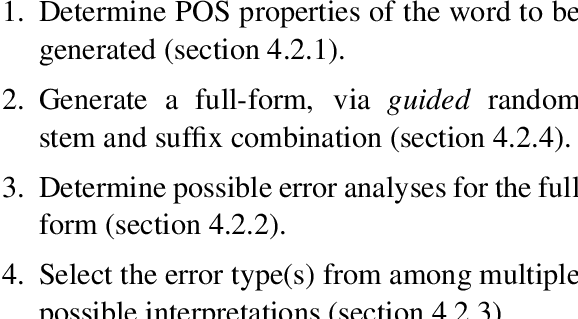 1. Determine POS properties of the word to be
generated (section 4.2.1).
2. Generate a full-form, via guided random
stem and suffix combination (section 4.2.4).
3. Determine possible error analyses for the full
form (section 4.2.2).
4. Select the error type(s) from among multiple
possible interpretations (section 4.2.3)